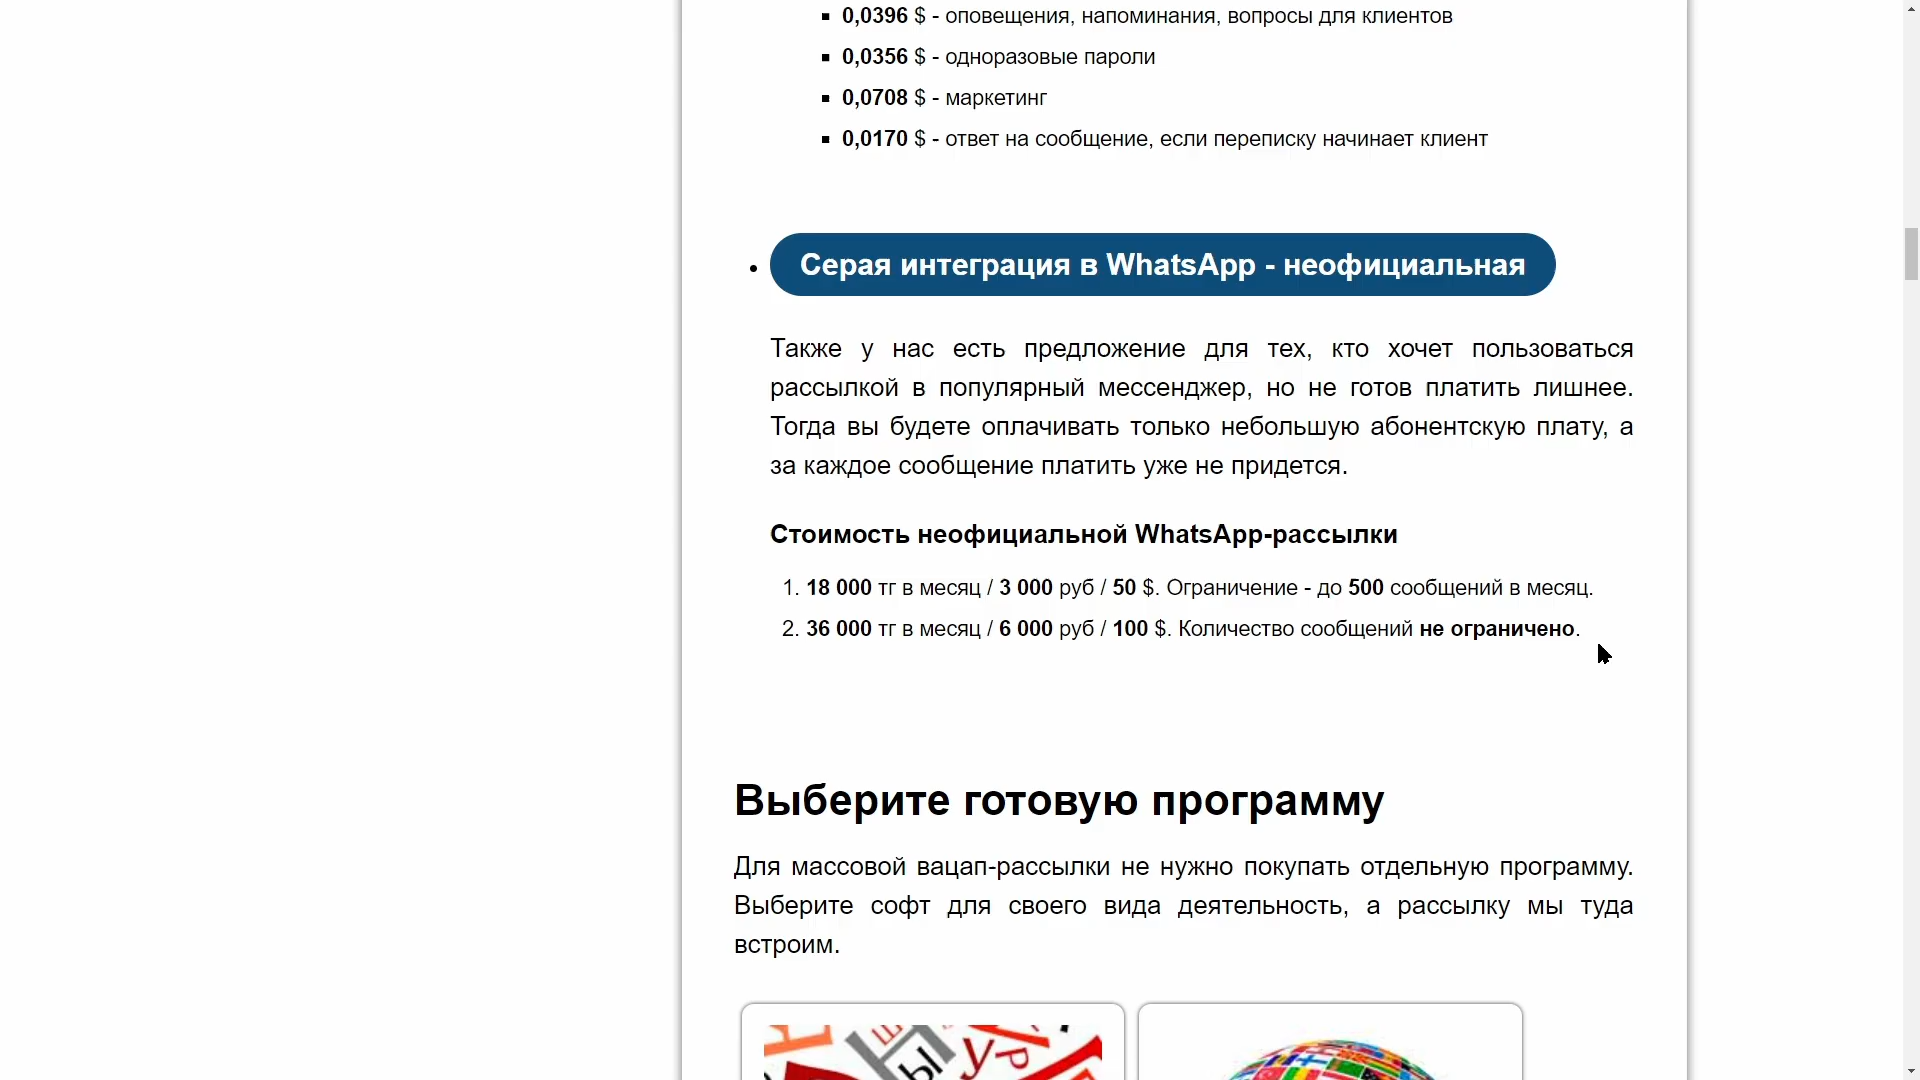 0,0396 $ - оповещения, напоминания, вопросы для клиентов
0,0356 $ - одноразовые пароли
0,0708 $ - маркетинг
0,0170 $ - ответ на сообщение, если переписку начинает клиент
Серая интеграция в WhatsApp - неофициальная
Также у нас есть предложение для тех, кто хочет пользоваться
рассылкой в популярный мессенджер, но не готов платить лишнее.
Тогда вы будете оплачивать только небольшую абонентскую плату, а
за каждое сообщение платить уже не придется.
Стоимость неофициальной WhatsApp-рассылки
1. 18 000 тг в месяц / 3 000 руб / 50 $. Ограничение - до 500 сообщений в месяц.
2. 36 000 тг в месяц / 6 000 руб / 100 $. Количество сообщений не ограничено.
Выберите готовую программу
Для массовой вацап-рассылки не нужно покупать отдельную программу.
Выберите софт для своего вида деятельность, а рассылку мы туда
встроим.